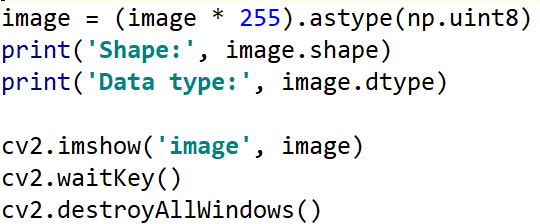 image = (image * 255).astype(np.uint8)
print('Shape:', image.shape)
print('Data type:', image.dtype)
cv2.imshow('image', image)
cv2.waitKey()
cv2.destroyAllWindows()